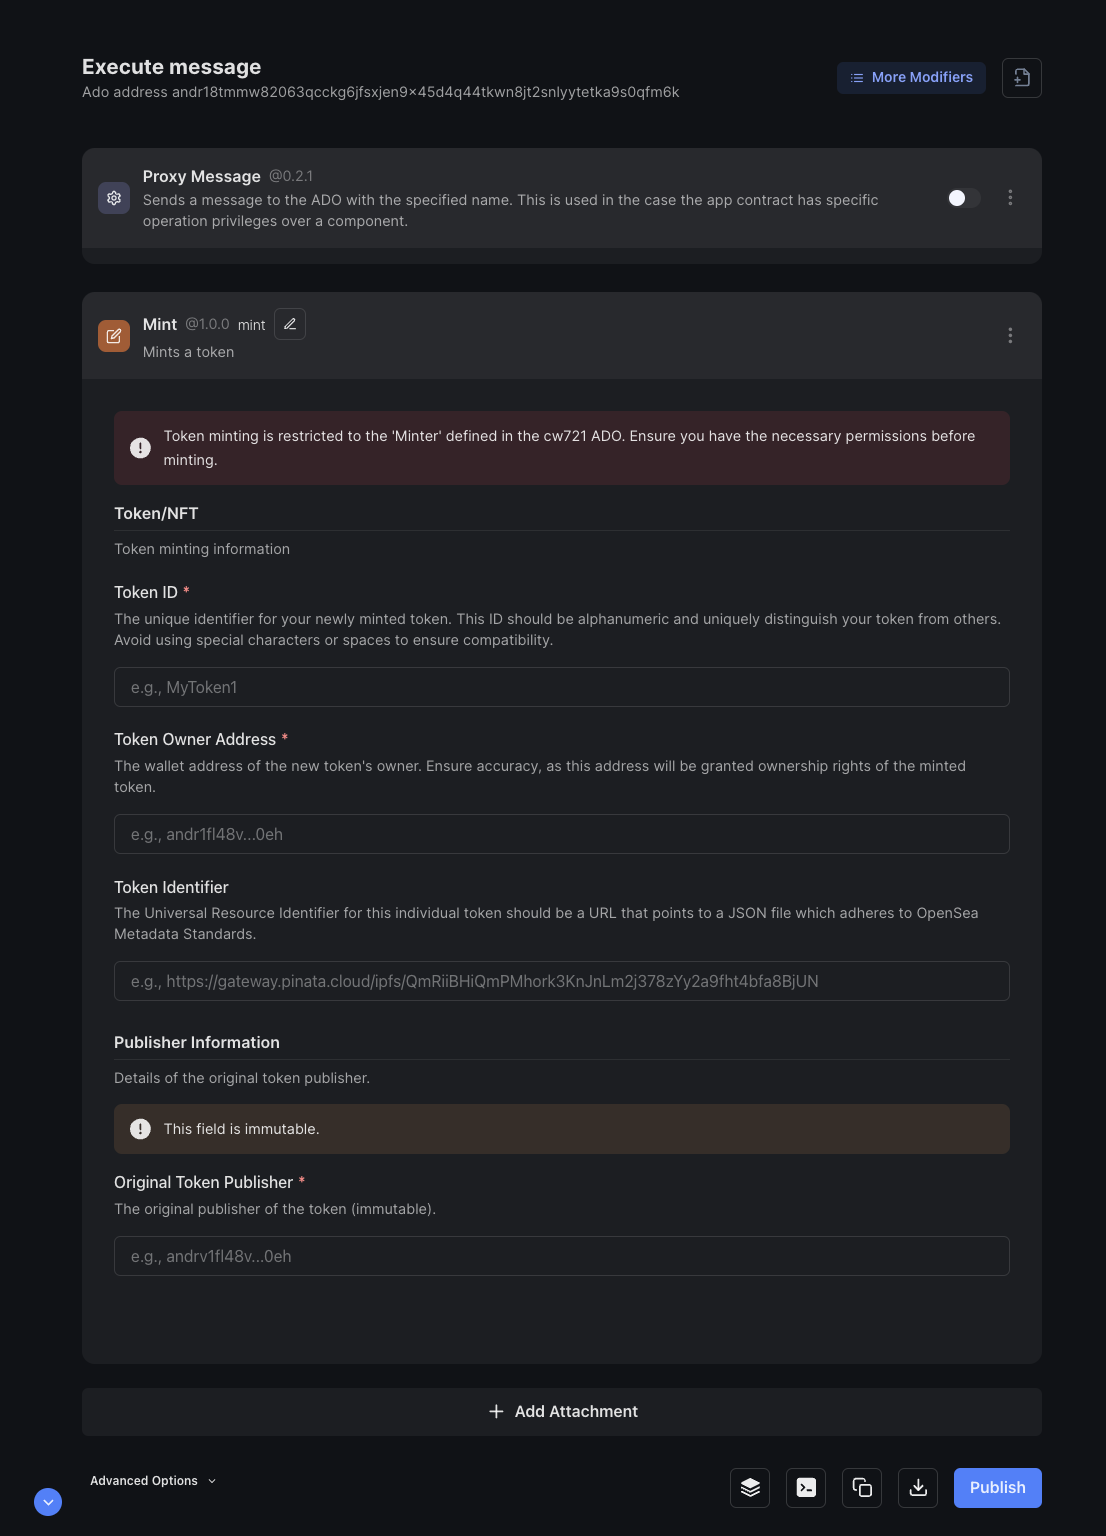 Execute message
Ado address andr18tmmw82063qcckg6jfsxjen9x45d4q44tkwn8jt2snlyytetka9s0qfm6k
More Modifiers
Proxy Message @0.2.1
Sends a message to the ADO with the specified name. This is used in the case the app contract has specific
operation privileges over a component.
Mint @1.0.0 mint
Mints a token
Token minting is restricted to the 'Minter' defined in the cw721 ADO. Ensure you have the necessary permissions before
minting.
Token/NFT
Token minting information
Token ID *
The unique identifier for your newly minted token. This ID should be alphanumeric and uniquely distinguish your token from others.
Avoid using special characters or spaces to ensure compatibility.
e.g., MyToken1
Token Owner Address *
The wallet address of the new token's owner. Ensure accuracy, as this address will be granted ownership rights of the minted
token.
e.g., andr1fl48v...0eh
Token Identifier
The Universal Resource Identifier for this individual token should be a URL that points to a JSON file which adheres to OpenSea
Metadata Standards.
e.g., https://gateway.pinata.cloud/ipfs/QmRiiBHiQmPMhork3KnJnLm2j378zYy2a9fht4bfa8BjUN
Publisher Information
Details of the original token publisher.
This field is immutable.
Original Token Publisher *
The original publisher of the token (immutable).
e.g., andrv1fl48v...0eh
Add Attachment
Advanced Options
Publish